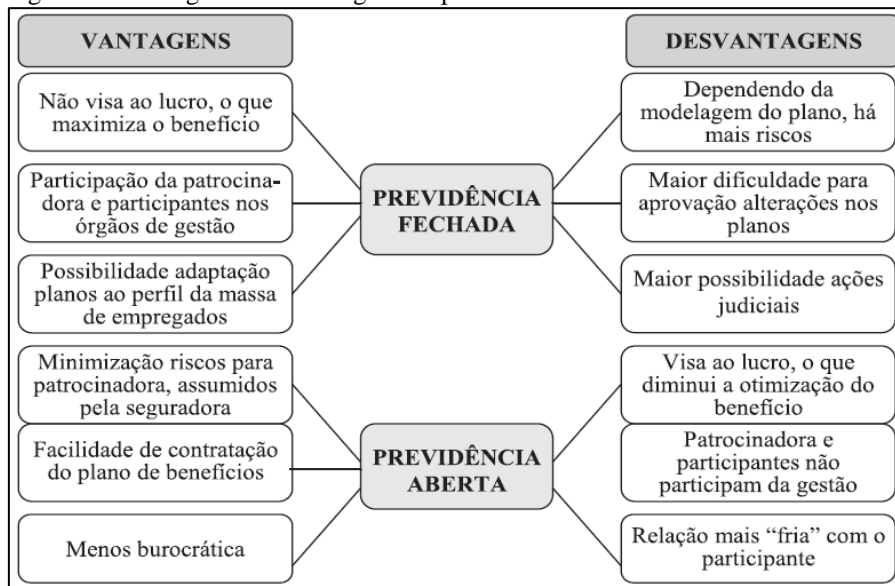 VANTAGENS
DESVANTAGENS
Não visa ao lucro, o que
maximiza o benefício
Participação da patrocina-
dora e participantes nos
órgãos de gestão
Possibilidade adaptação
planos ao perfil da massa
de empregados
PREVIDÊNCIA
FECHADA
Dependendo da
modelagem do plano, há
mais riscos
Maior dificuldade para
aprovação alterações nos
planos
Maior possibilidade ações
judiciais
Minimização riscos para
patrocinadora, assumidos
pela seguradora
Facilidade de contratação
do plano de benefícios
Menos burocrática
PREVIDÊNCIA
ABERTA
Visa ao lucro, o que
diminui a otimização do
benefício
Patrocinadora e
participantes não
participam da gestão
Relação mais “fria” com o
participante